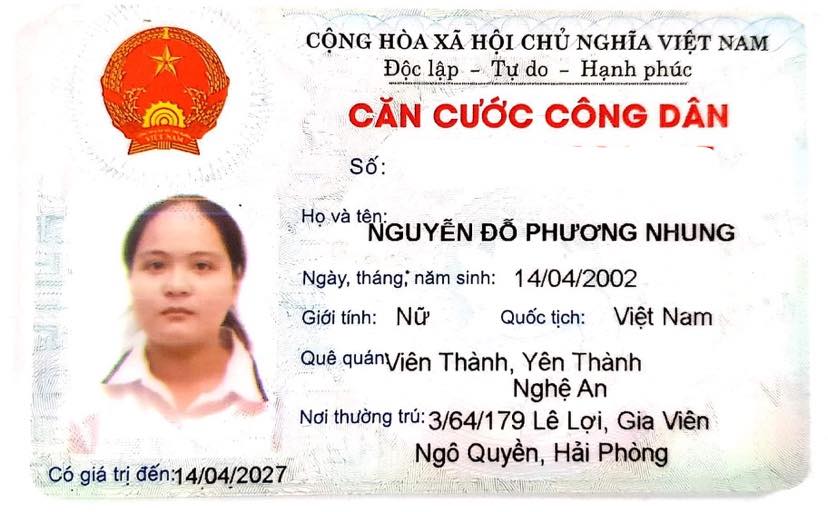 CỘNG HÒA XÃ HỘI CHỦ NGHĨA VIỆT NAM
Độc lập - Tự do - Hạnh phúc
CĂN CƯỚC CÔNG DÂN
Số:
Họ và tên:
NGUYỄN ĐỖ PHƯƠNG NHUNG
Ngày, tháng, năm sinh: 14/04/2002
Giới tính: Nữ Quốc tịch: Việt Nam
Quê quán: Viên Thành, Yên Thành
Nghệ An
Nơi thường trú: 3/64/179 Lê Lợi, Gia Viên
Ngô Quyền, Hải Phòng
Có giá trị đến: 14/04/2027